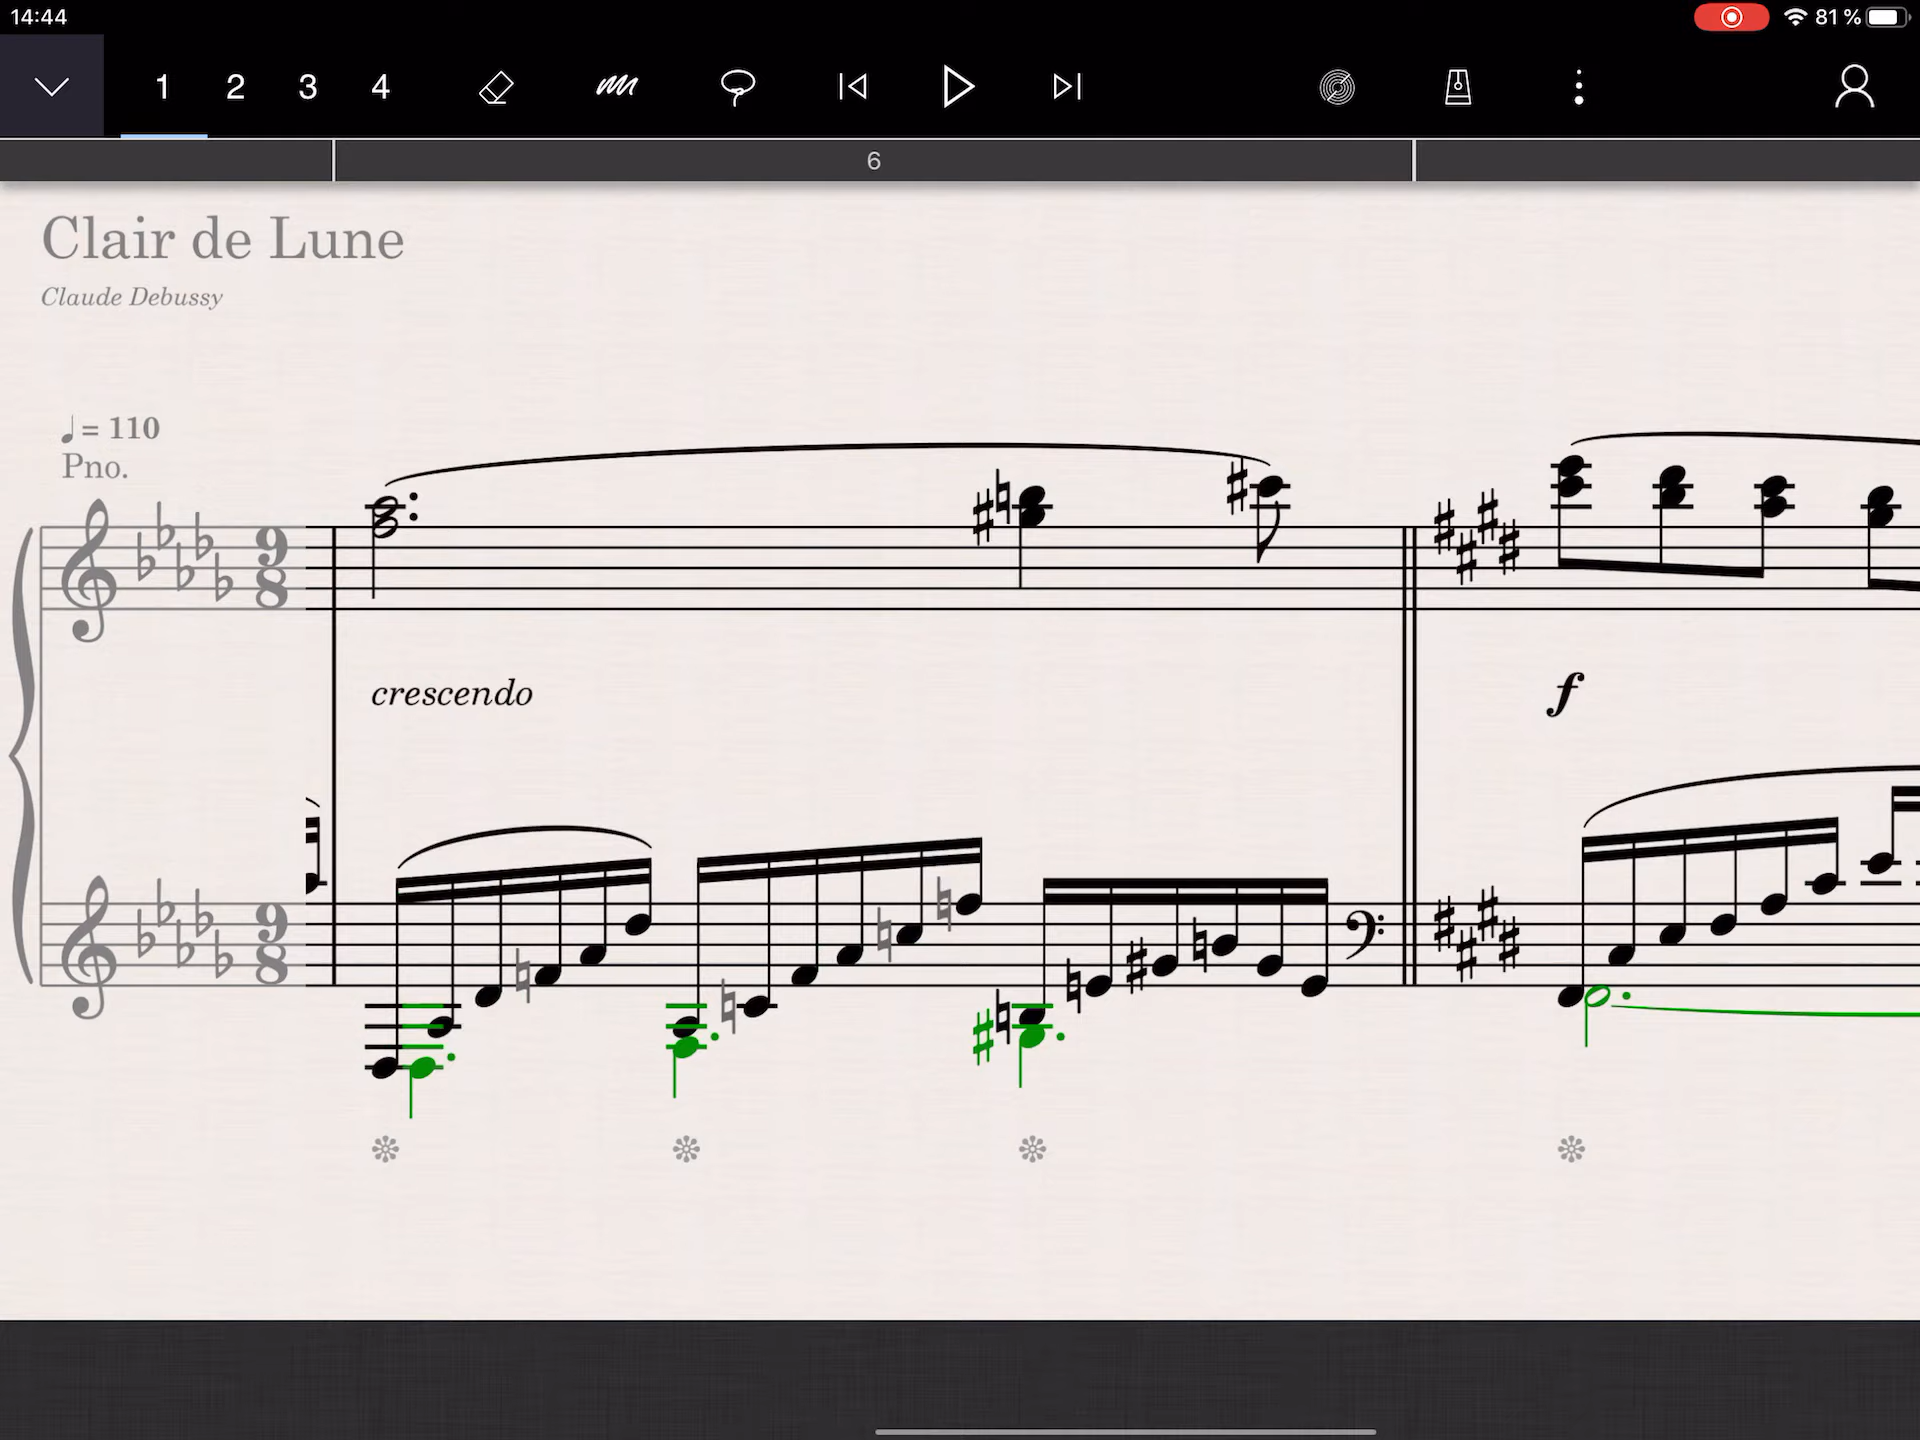 14:44
81 %
1 2 3 4
6
Clair de Lune
Claude Debussy
♩= 110
Pno.
9
8
crescendo
f
9
8